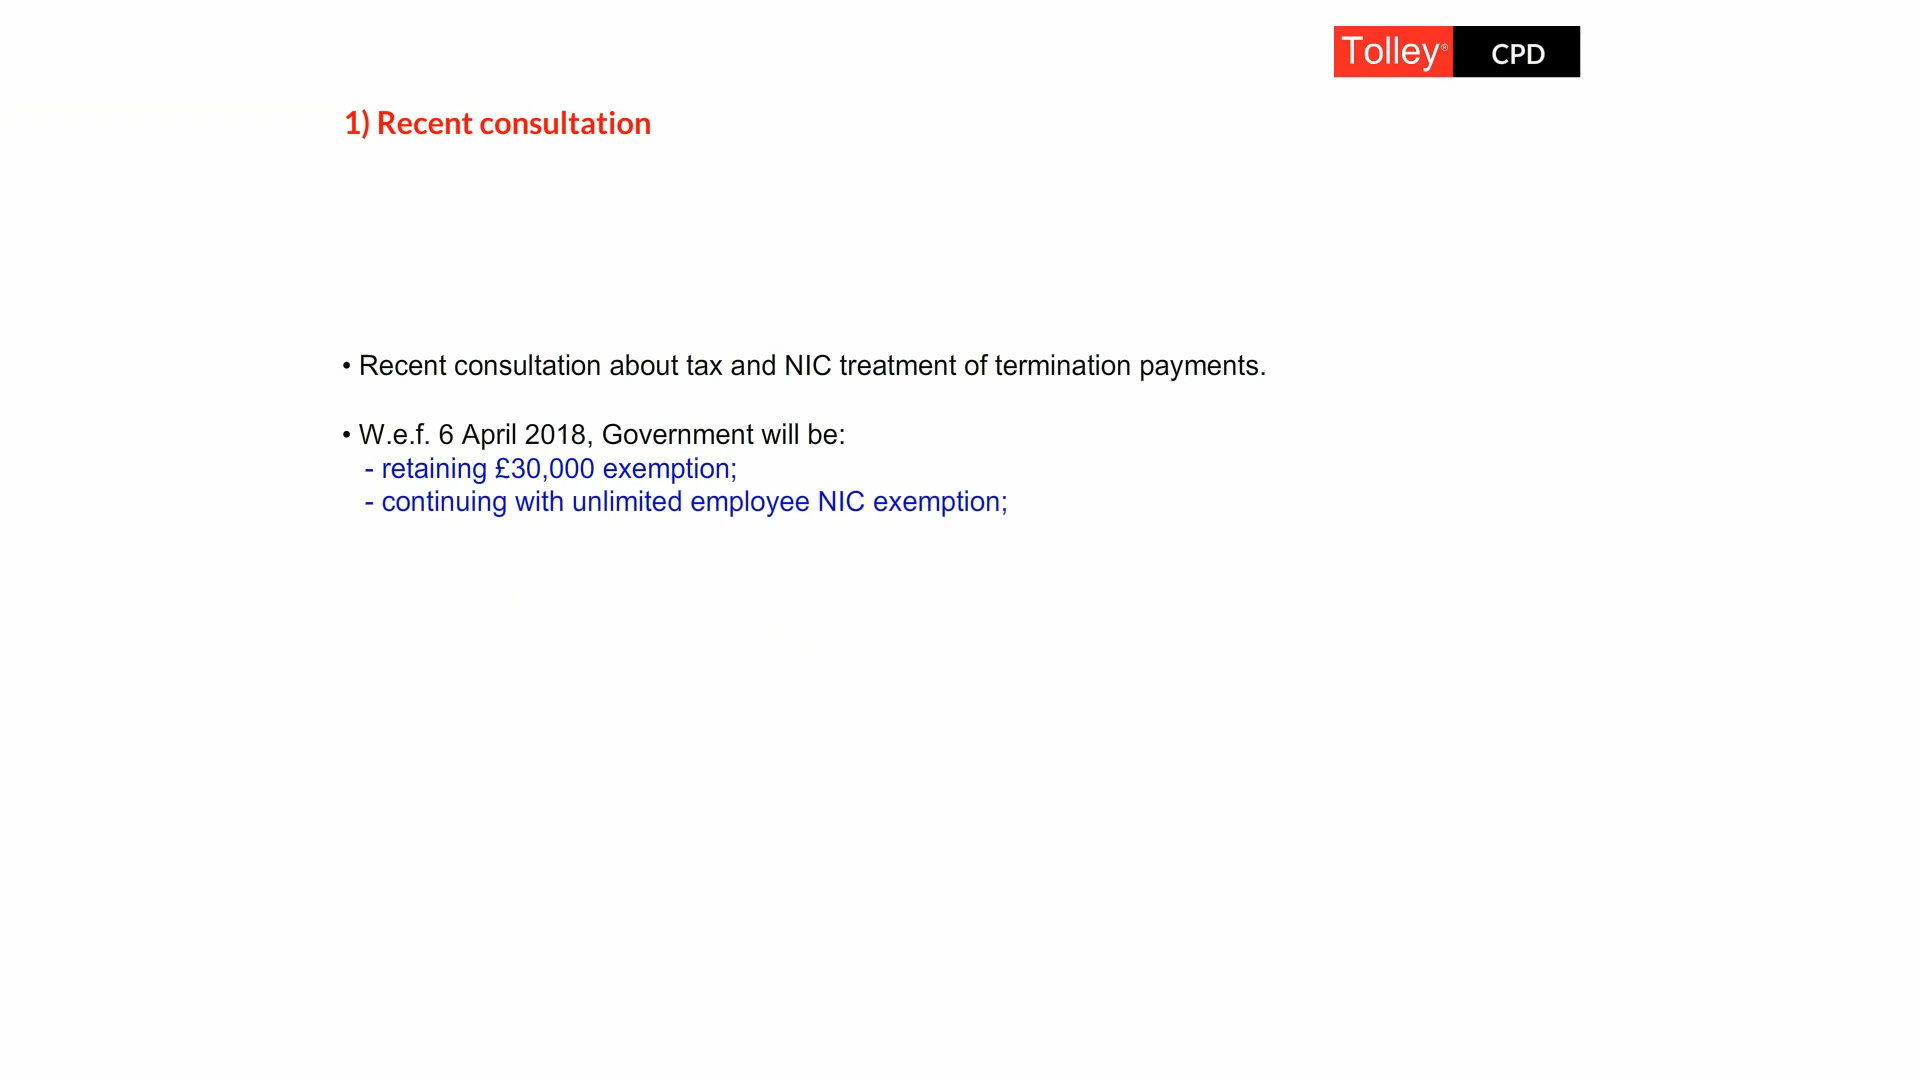 Tolley® CPD
1) Recent consultation
• Recent consultation about tax and NIC treatment of termination payments.
• W.e.f. 6 April 2018, Government will be:
- retaining £30,000 exemption;
- continuing with unlimited employee NIC exemption;